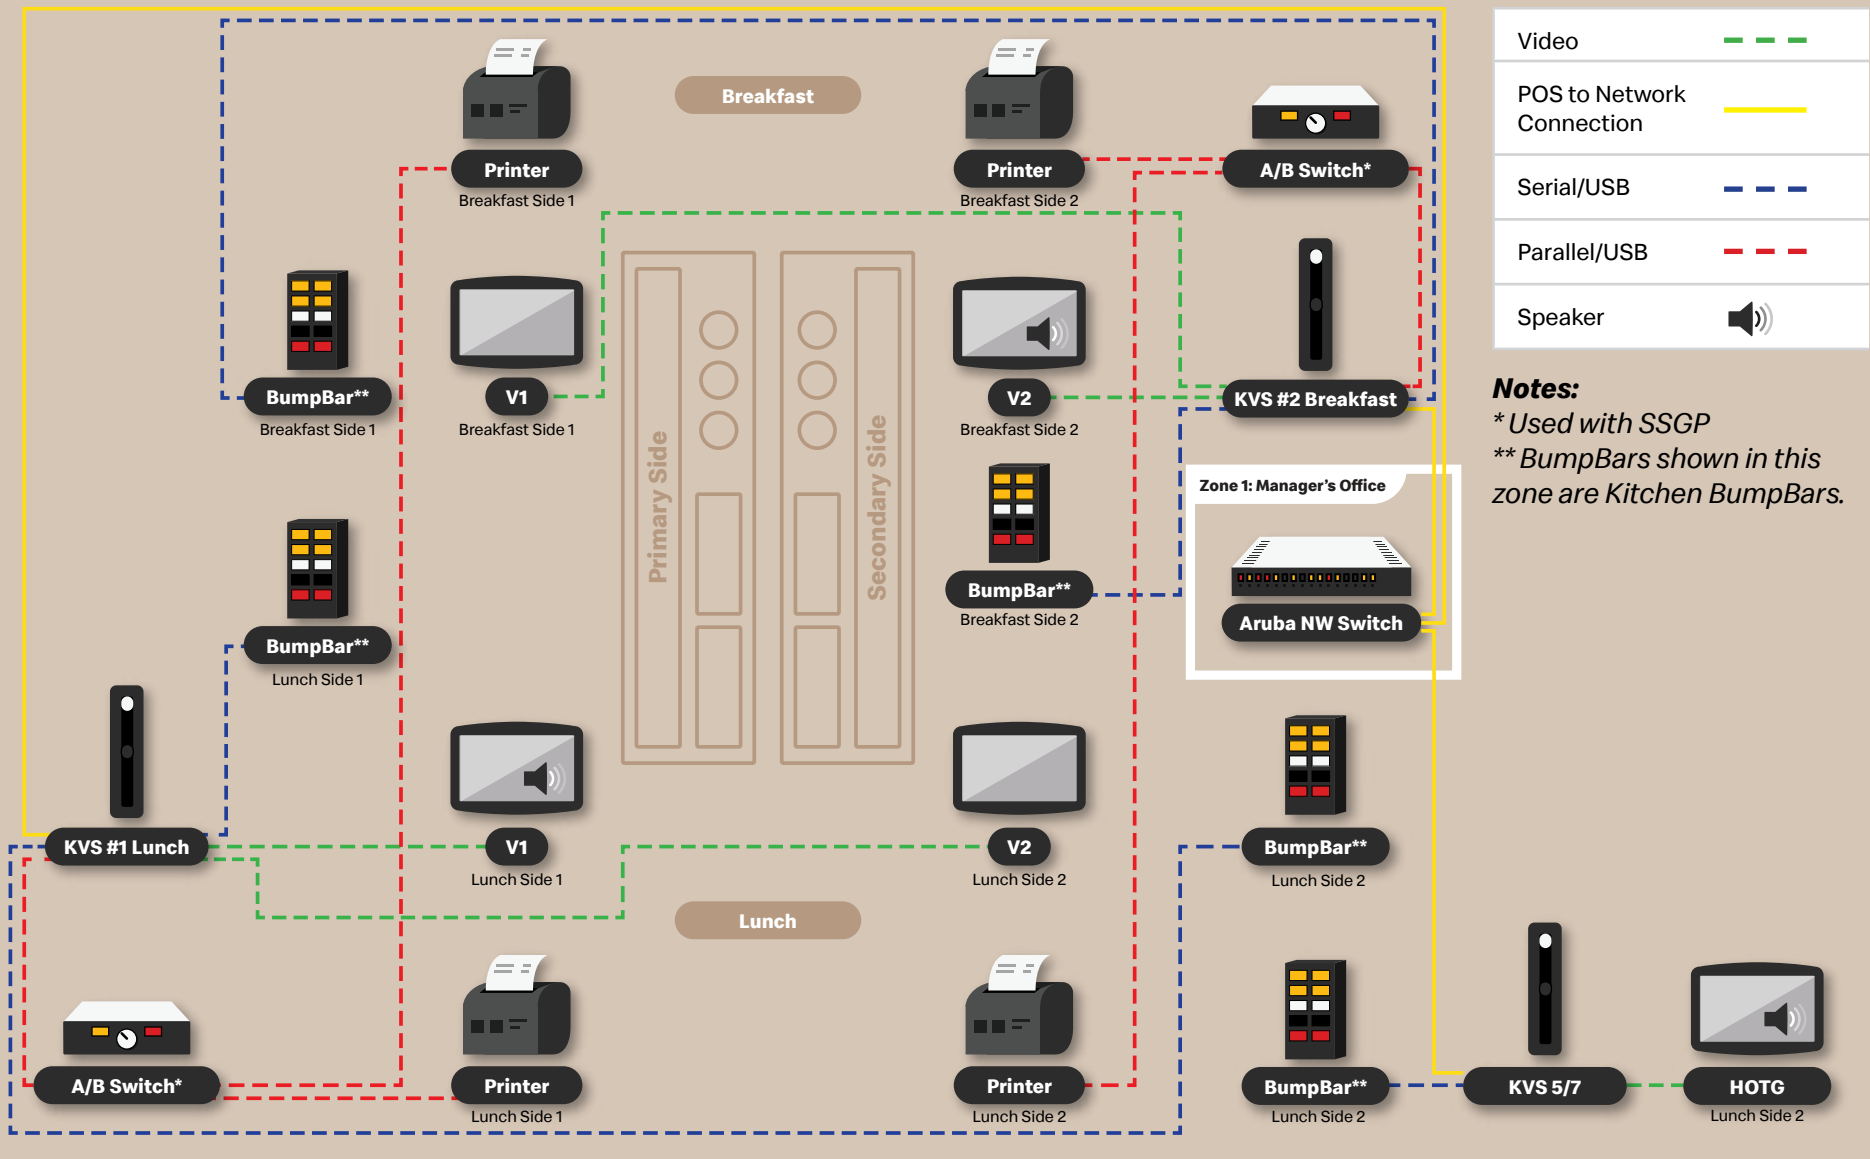 Breakfast
Printer
Breakfast Side 1
Printer
Breakfast Side 2
A/B Switch*
BumpBar**
Breakfast Side 1
V1
Breakfast Side 1
V2
Breakfast Side 2
KVS #2 Breakfast
Primary Side
Secondary Side
BumpBar**
Breakfast Side 2
Zone 1: Manager's Office
Aruba NW Switch
BumpBar**
Lunch Side 1
KVS #1 Lunch
V1
Lunch Side 1
V2
Lunch Side 2
BumpBar**
Lunch Side 2
Lunch
A/B Switch*
Printer
Lunch Side 1
Printer
Lunch Side 2
BumpBar**
Lunch Side 2
KVS 5/7
HOTG
Lunch Side 2
Video
POS to Network
Connection
Serial/USB
Parallel/USB
Speaker
Notes:
* Used with SSGP
** BumpBars shown in this
zone are Kitchen BumpBars.